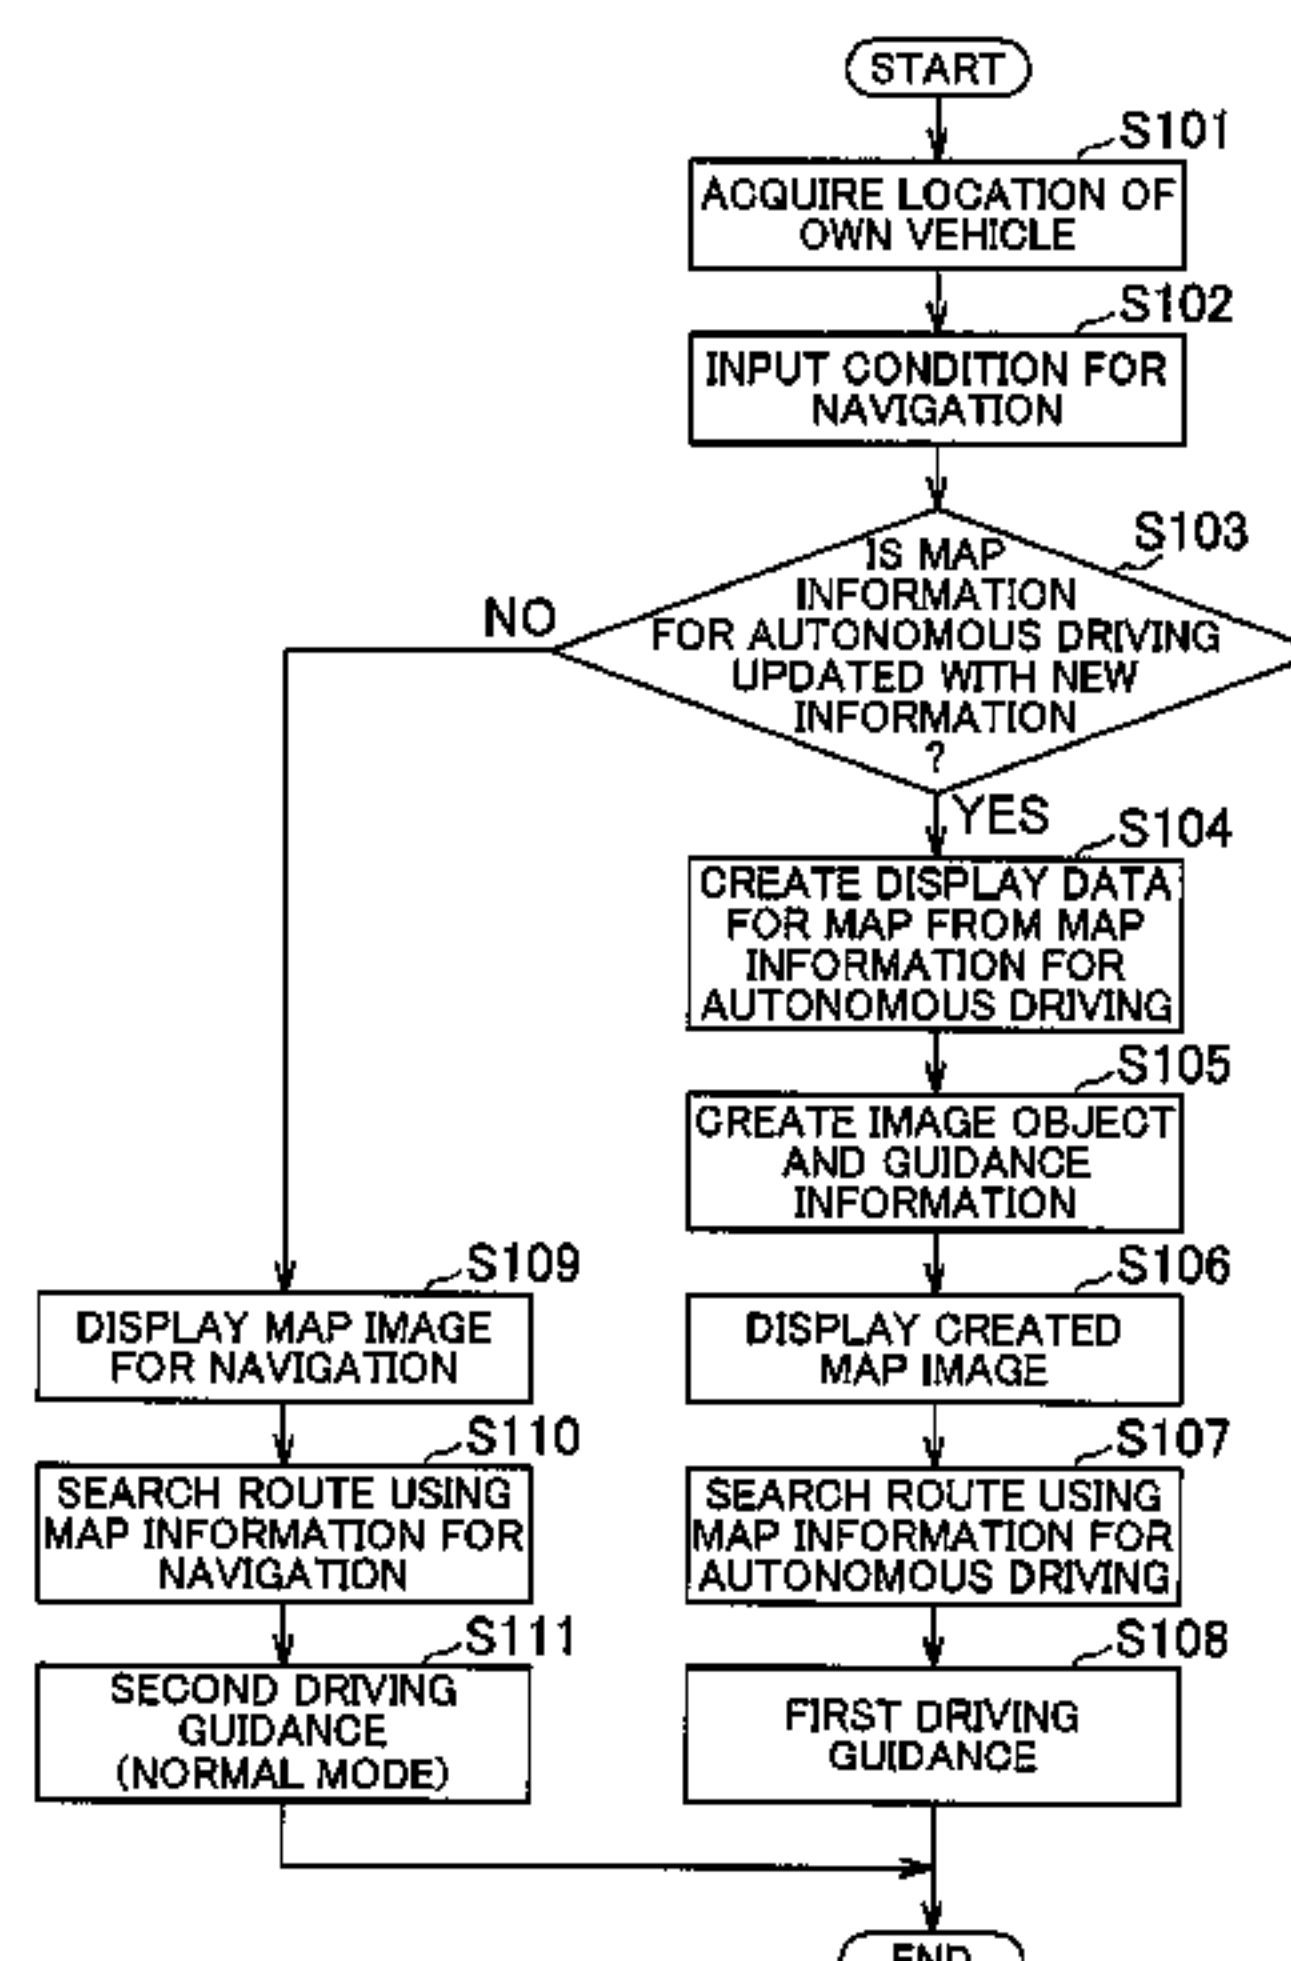 START
S101
ACQUIRE LOCATION OF
OWN VEHICLE
S102
INPUT CONDITION FOR
NAVIGATION
S103
IS MAP
INFORMATION
FOR AUTONOMOUS DRIVING
UPDATED WITH NEW
INFORMATION
?
NO
YES
S104
CREATE DISPLAY DATA
FOR MAP FROM MAP
INFORMATION FOR
AUTONOMOUS DRIVING
S105
CREATE IMAGE OBJECT
AND GUIDANCE
INFORMATION
S106
DISPLAY CREATED
MAP IMAGE
S107
SEARCH ROUTE USING
MAP INFORMATION FOR
AUTONOMOUS DRIVING
S108
FIRST DRIVING
GUIDANCE
S109
DISPLAY MAP IMAGE
FOR NAVIGATION
S110
SEARCH ROUTE USING
MAP INFORMATION FOR
NAVIGATION
S111
SECOND DRIVING
GUIDANCE
(NORMAL MODE)
END